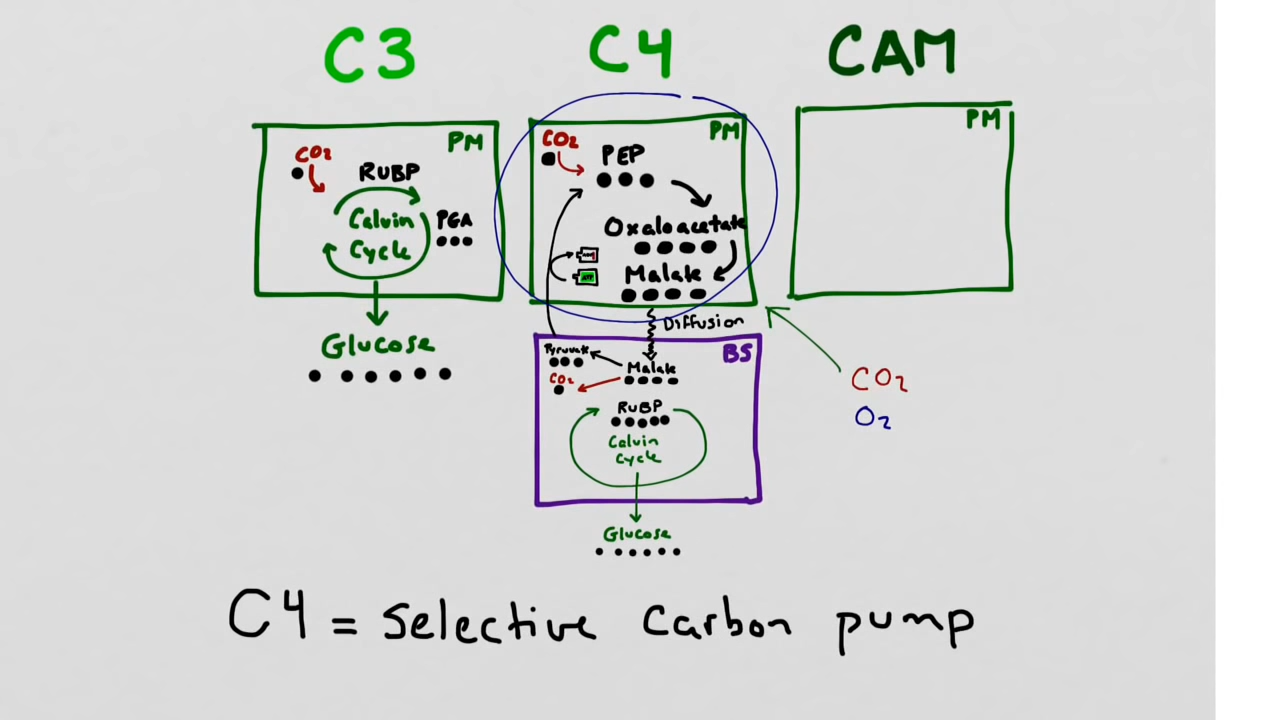 C3
C4
CAM
PM
CO2
RUBP
Calvin
Cycle
PGA
Glucose
PM
CO2
PEP
Oxaloacetate
Malate
ATP
Diffusion
BS
Pyruvate
Malate
CO2
RUBP
Calvin
Cycle
Glucose
PM
CO2
O2
C4 = Selective Carbon pump